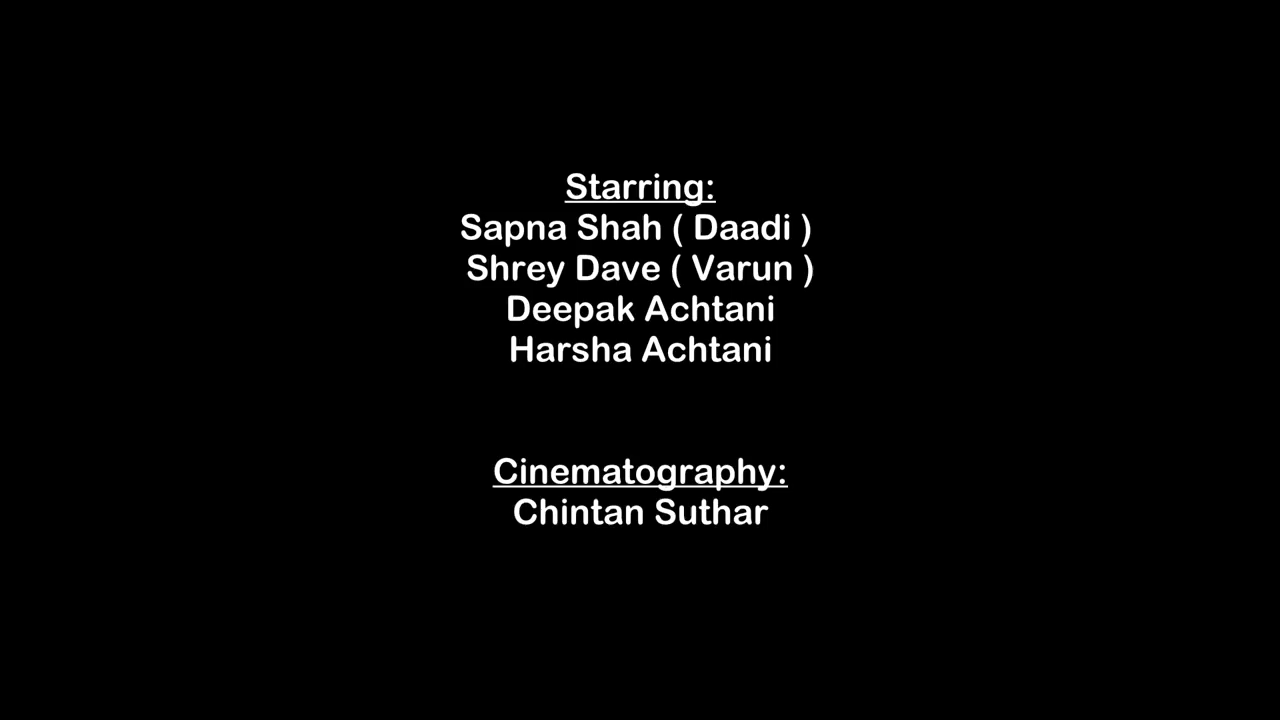 Starring:
Sapna Shah ( Daadi )
Shrey Dave ( Varun )
Deepak Achtani
Harsha Achtani
Cinematography:
Chintan Suthar